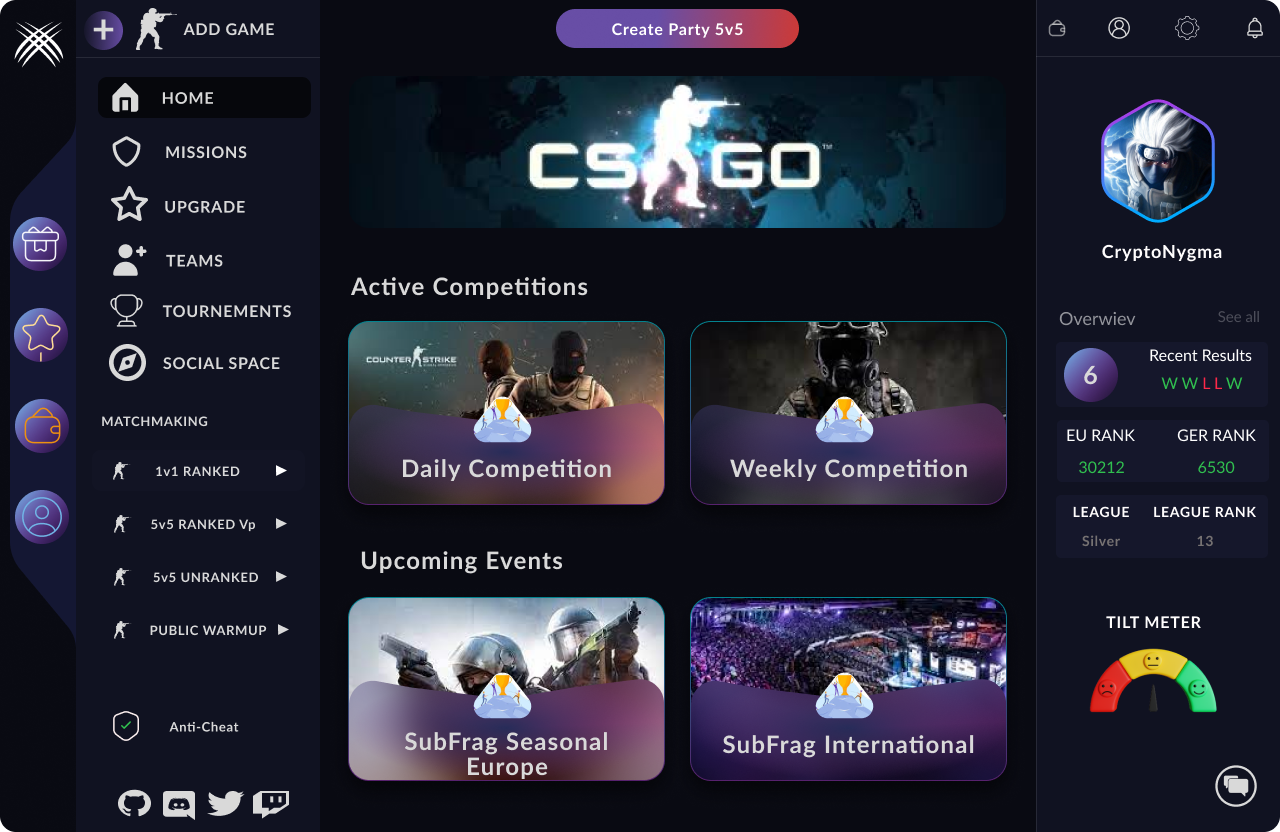 ADD GAME
HOME
MISSIONS
UPGRADE
TEAMS
TOURNEMENTS
SOCIAL SPACE
MATCHMAKING
1v1 RANKED
5v5 RANKED Vp
5v5 UNRANKED
PUBLIC WARMUP
Anti-Cheat
Create Party 5v5
CS GO™
Active Competitions
COUNTER STRIKE
Daily Competition
Weekly Competition
Upcoming Events
SubFrag Seasonal
Europe
SubFrag International
CryptoNygma
Overwiev
See all
6
Recent Results
W W L L W
EU RANK
GER RANK
30212
6530
LEAGUE
LEAGUE RANK
Silver
13
TILT METER